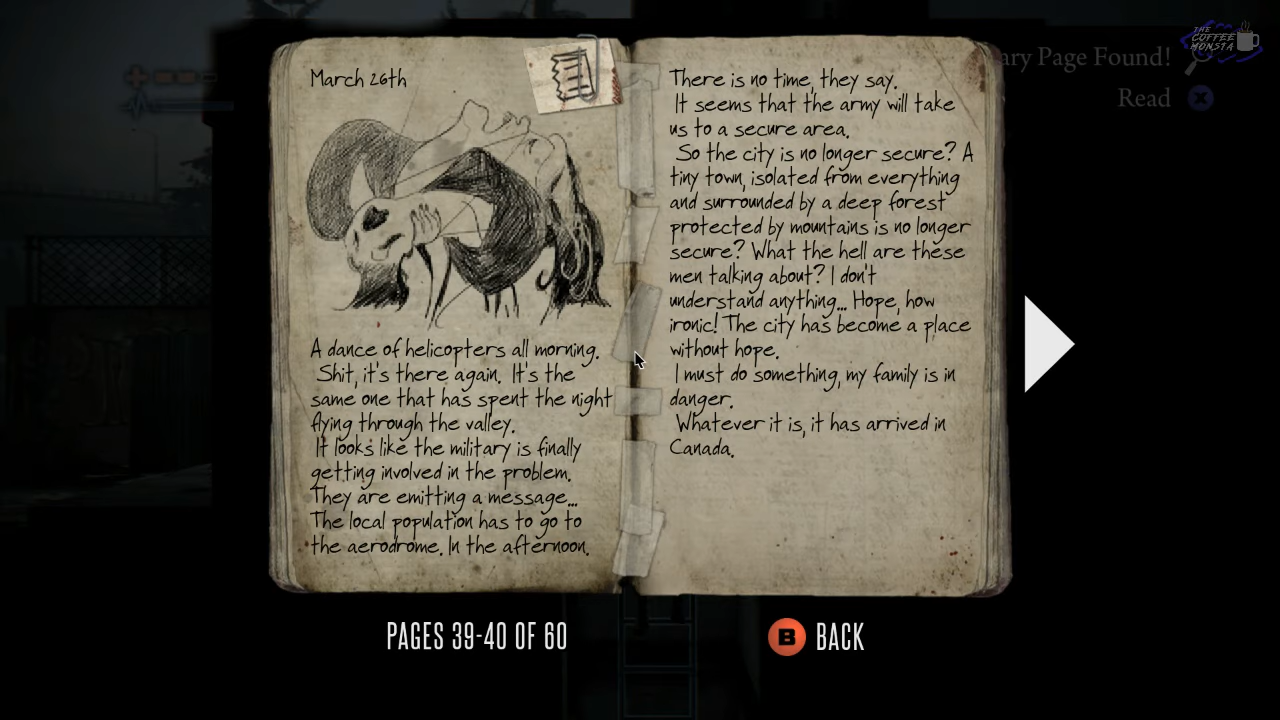 THE
COFFEE
MONSTA
ary Page Found!
Read X
March 26th
A dance of helicopters all morning.
Shit, it's there again. It's the
same one that has spent the night
flying through the valley.
It looks like the military is finally
getting involved in the problem.
They are emitting a message...
The local population has to go to
the aerodrome. In the afternoon.
There is no time, they say.
It seems that the army will take
us to a secure area.
So the city is no longer secure? A
tiny town, isolated from everything
and surrounded by a deep forest
protected by mountains is no longer
secure? What the hell are these
men talking about? I don't
understand anything... Hope, how
ironic! The city has become a place
without hope.
I must do something, my family is in
danger.
Whatever it is, it has arrived in
Canada.
PAGES 39-40 OF 60
B BACK